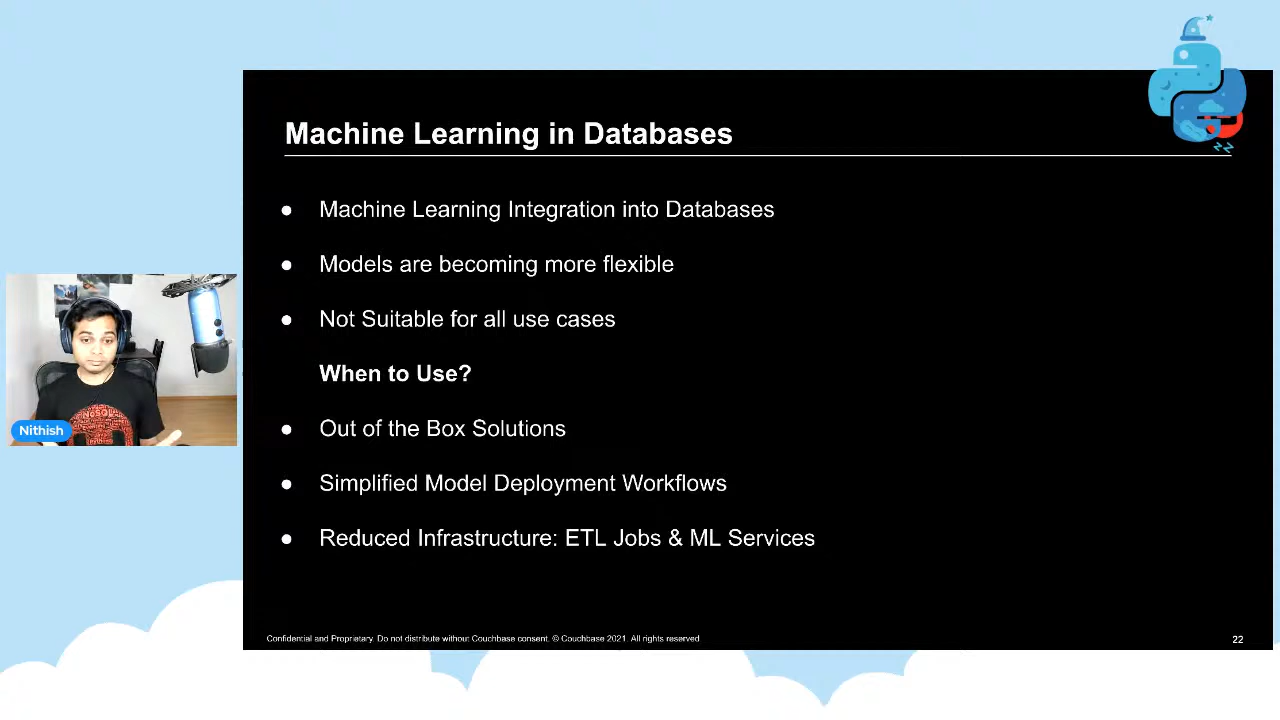 Machine Learning in Databases
● Machine Learning Integration into Databases
● Models are becoming more flexible
● Not Suitable for all use cases
When to Use?
● Out of the Box Solutions
● Simplified Model Deployment Workflows
● Reduced Infrastructure: ETL Jobs & ML Services
NoSQL
Nithish
zz
Confidential and Proprietary. Do not distribute without Couchbase consent. © Couchbase 2021. All rights reserved
22